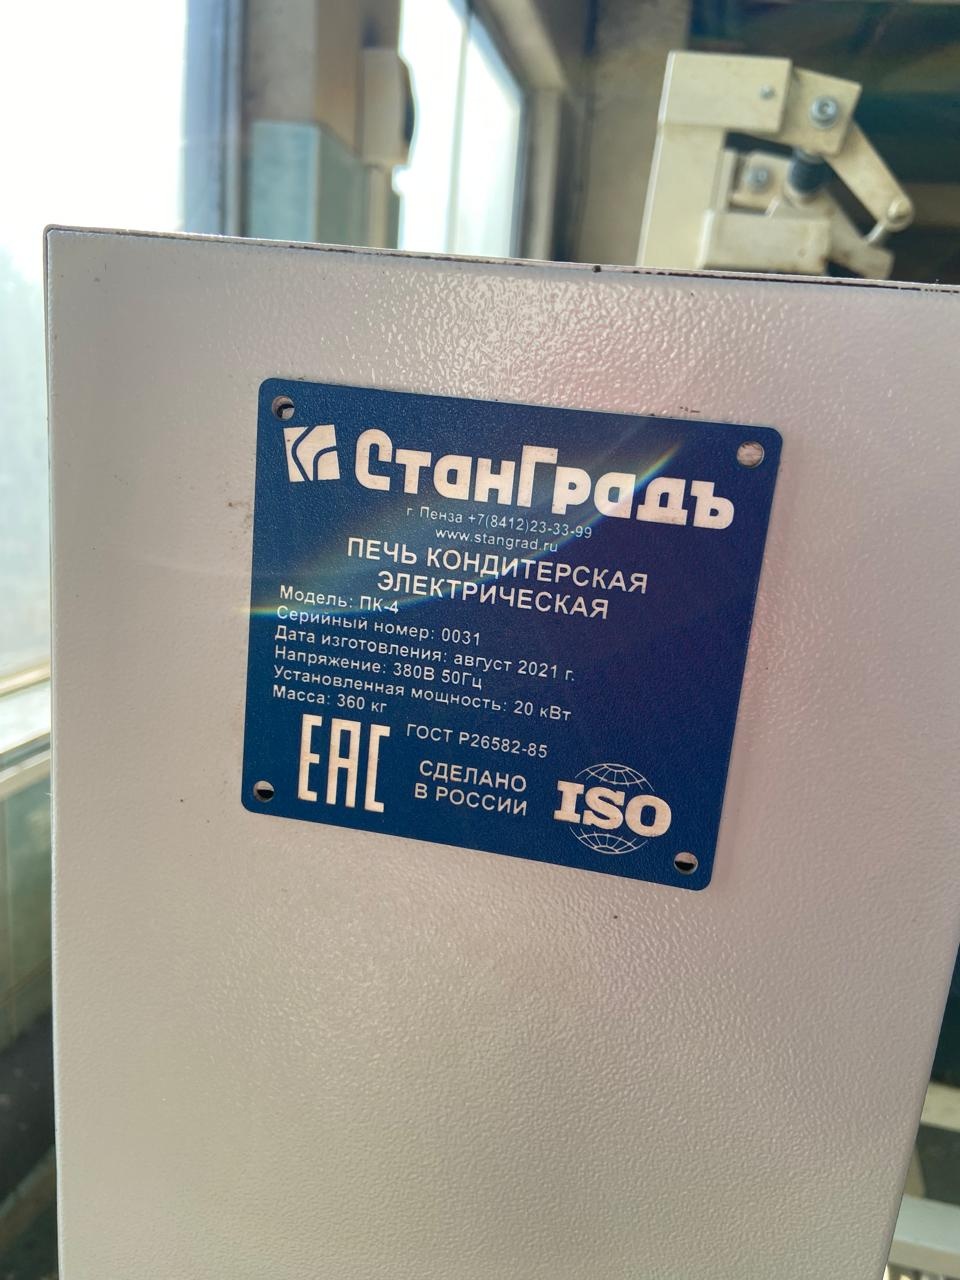 СтанГрадъ
г. Пенза +7(8412)23-33-99
www.stangrad.ru
ПЕЧЬ КОНДИТЕРСКАЯ
ЭЛЕКТРИЧЕСКАЯ
Модель: ПК-4
Серийный номер: 0031
Дата изготовления: август 2021 г.
Напряжение: 380В 50Гц
Установленная мощность: 20 кВт
Масса: 360 кг
ГОСТ Р26582-85
EAC
СДЕЛАНО
В РОССИИ
ISO